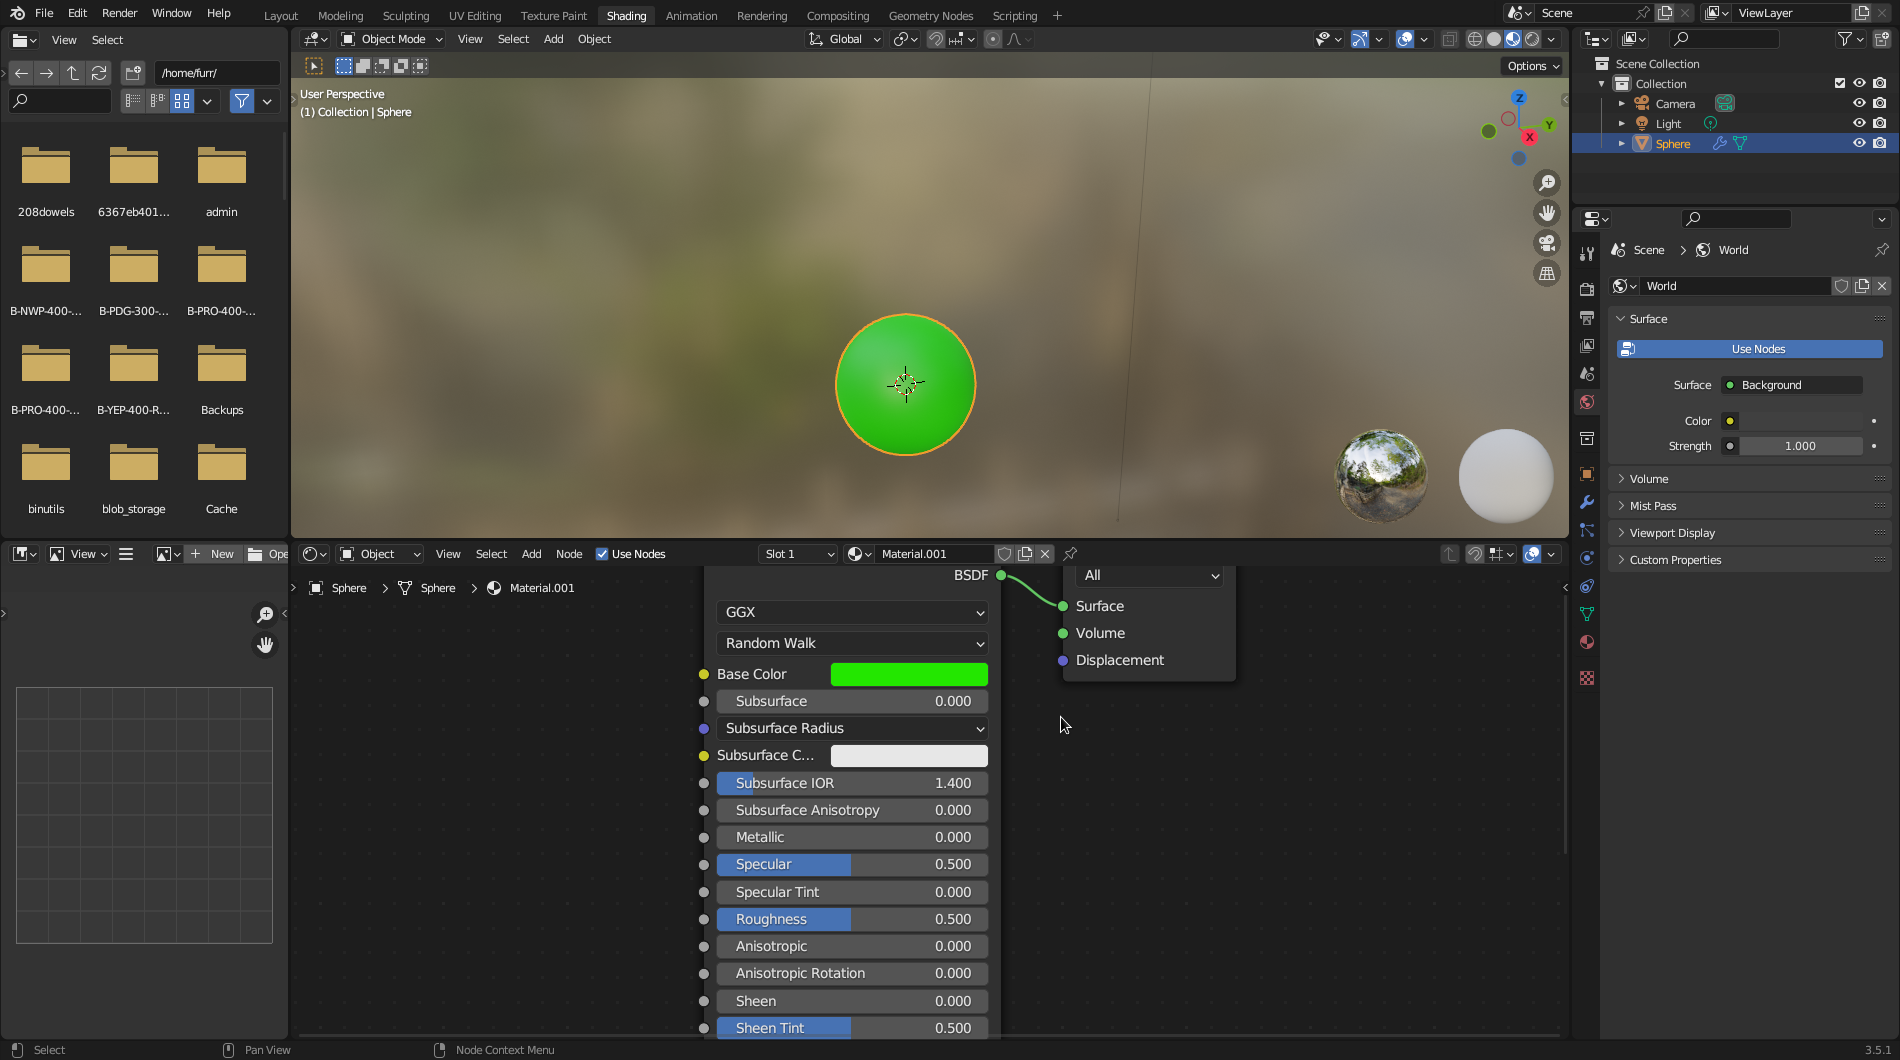 File Edit Render Window Help Layout Modeling Sculpting UV Editing Texture Paint Shading Animation Rendering Compositing Geometry Nodes Scripting + Scene ViewLayer
View Select
Object Mode View Select Add Object Global
/home/furr/
Options
User Perspective
(1) Collection | Sphere
Z
Y
X
208dowels 6367eb401... admin
B-NWP-400-... B-PDG-300-... B-PRO-400-...
B-PRO-400-... B-YEP-400-R... Backups
binutils blob_storage Cache
Scene Collection
Collection
Camera
Light
Sphere
Scene > World
World
Surface
Use Nodes
Surface Background
Color
Strength 1.000
Volume
Mist Pass
Viewport Display
Custom Properties
View + New Ope
Object View Select Add Node Use Nodes Slot 1 Material.001
Sphere > Sphere > Material.001
BSDF
GGX
Random Walk
Base Color
Subsurface 0.000
Subsurface Radius
Subsurface C...
Subsurface IOR 1.400
Subsurface Anisotropy 0.000
Metallic 0.000
Specular 0.500
Specular Tint 0.000
Roughness 0.500
Anisotropic 0.000
Anisotropic Rotation 0.000
Sheen 0.000
Sheen Tint 0.500
All
Surface
Volume
Displacement
Select Pan View Node Context Menu 3.5.1